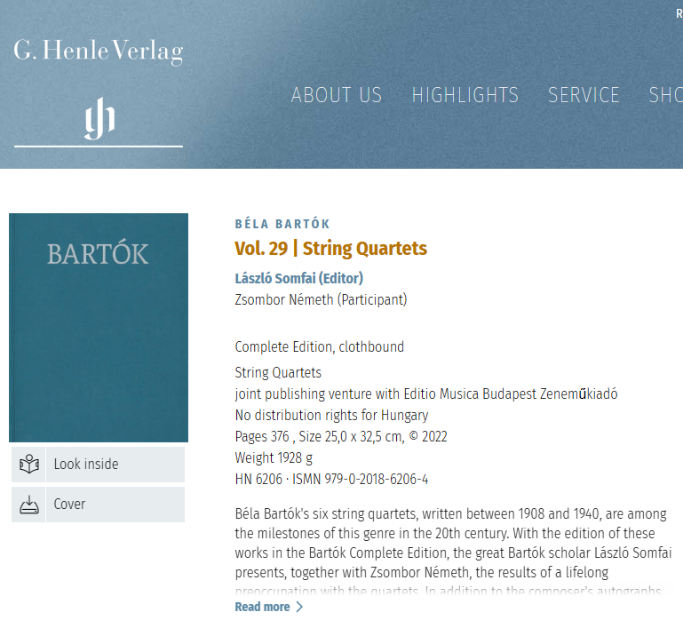 R
G. Henle Verlag
ABOUT US HIGHLIGHTS SERVICE SHO
BARTÓK
Look inside
Cover
BÉLA BARTÓK
Vol. 29 | String Quartets
László Somfai (Editor)
Zsombor Németh (Participant)
Complete Edition, clothbound
String Quartets
joint publishing venture with Editio Musica Budapest Zeneműkiadó
No distribution rights for Hungary
Pages 376 , Size 25,0 x 32,5 cm, © 2022
Weight 1928 g
HN 6206 · ISMN 979-0-2018-6206-4
Béla Bartók's six string quartets, written between 1908 and 1940, are among
the milestones of this genre in the 20th century. With the edition of these
works in the Bartók Complete Edition, the great Bartók scholar László Somfai
presents, together with Zsombor Németh, the results of a lifelong
preoccupation with the quartets. In addition to the composer's autographs,
Read more